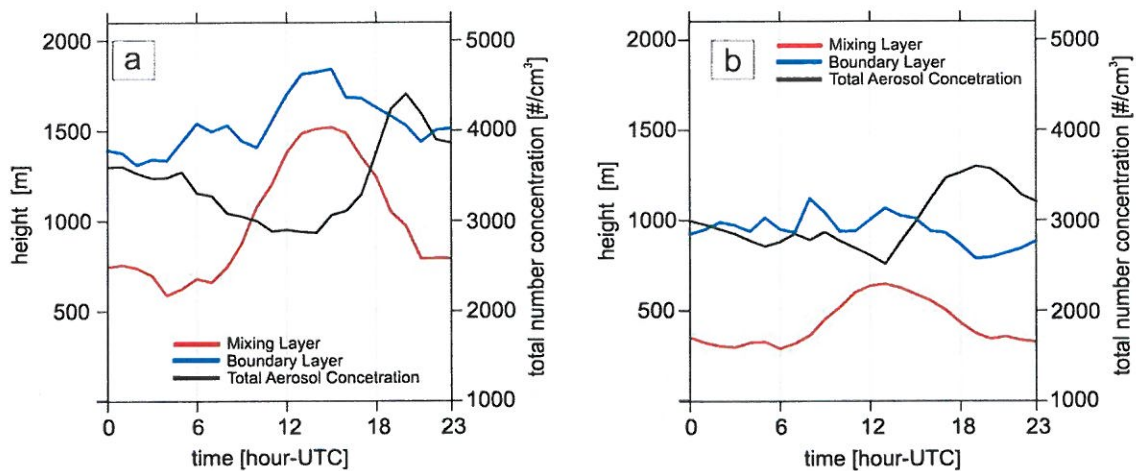 a
2000
1500
1000
500
height [m]
5000
4000
3000
2000
1000
total number concentration [#/cm³]
Mixing Layer
Boundary Layer
Total Aerosol Concetration
0 6 12 18 23
time [hour-UTC]
b
2000
1500
1000
500
height [m]
5000
4000
3000
2000
1000
total number concentration [#/cm³]
Mixing Layer
Boundary Layer
Total Aerosol Concetration
0 6 12 18 23
time [hour-UTC]